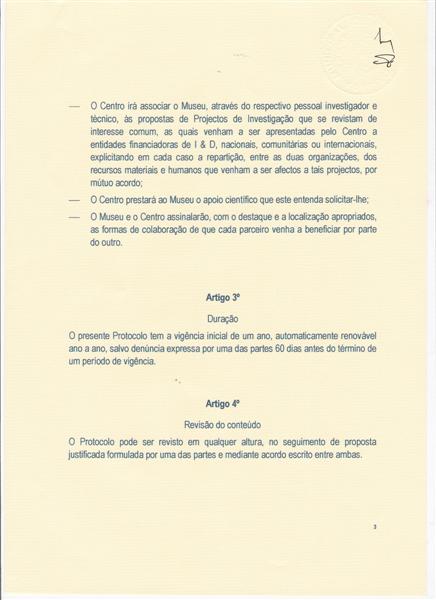 — O Centro irá associar o Museu, através do respectivo pessoal investigador e
técnico, às propostas de Projectos de Investigação que se revistam de
interesse comum, as quais venham a ser apresentadas pelo Centro a
entidades financiadoras de I & D, nacionais, comunitárias ou internacionais,
explicitando em cada caso a repartição, entre as duas organizações, dos
recursos materiais e humanos que venham a ser afectos a tais projectos, por
mútuo acordo;
— O Centro prestará ao Museu o apoio científico que este entenda solicitar-lhe;
— O Museu e o Centro assinalarão, com o destaque e a localização apropriados,
as formas de colaboração de que cada parceiro venha a beneficiar por parte
do outro.
Artigo 3º
Duração
O presente Protocolo tem a vigência inicial de um ano, automaticamente renovável
ano a ano, salvo denúncia expressa por uma das partes 60 dias antes do término de
um período de vigência.
Artigo 4º
Revisão do conteúdo
O Protocolo pode ser revisto em qualquer altura, no seguimento de proposta
justificada formulada por uma das partes e mediante acordo escrito entre ambas.
3